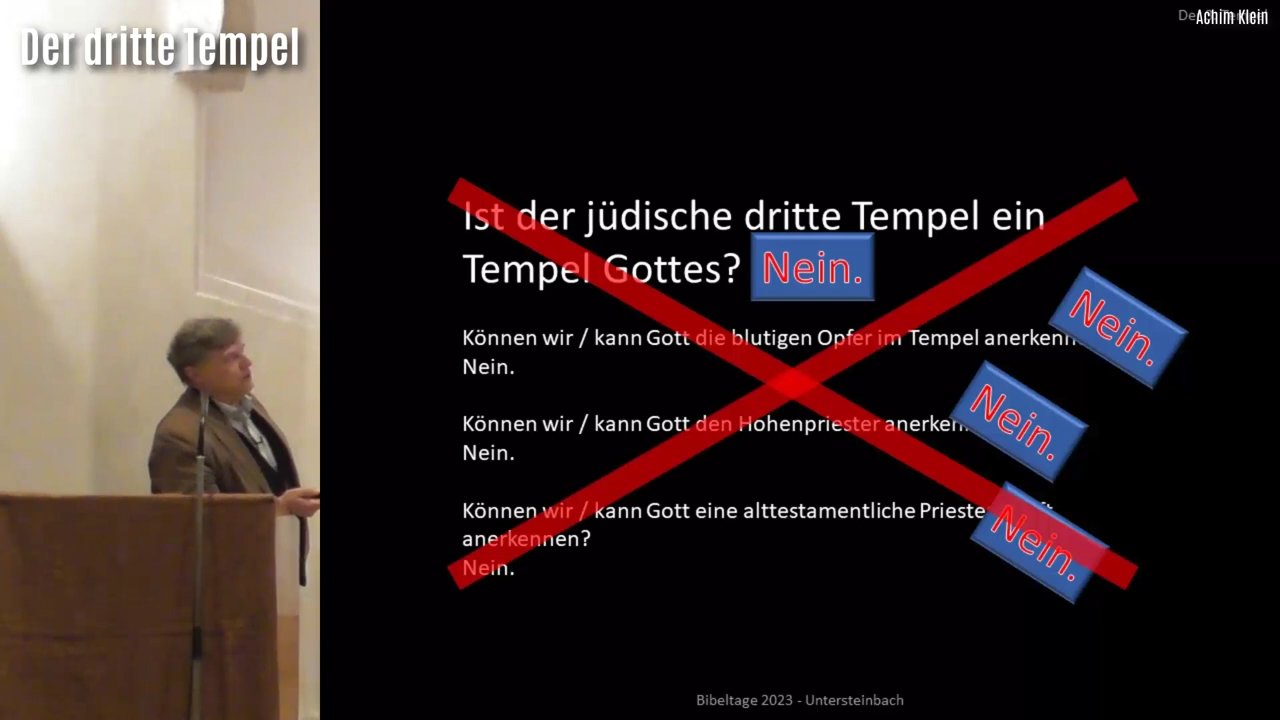 Der dritte Tempel
Achim Klein
Ist der jüdische dritte Tempel ein
Tempel Gottes? Nein.
Können wir / kann Gott die blutigen Opfer im Tempel
Nein.
Nein.
Können wir / kann Gott den Hohenpriester
Nein.
Nein.
Können wir / kann Gott eine alttestamentliche
Nein.
anerkennen?
Nein.
Bibeltage 2023 - Untersteinbach